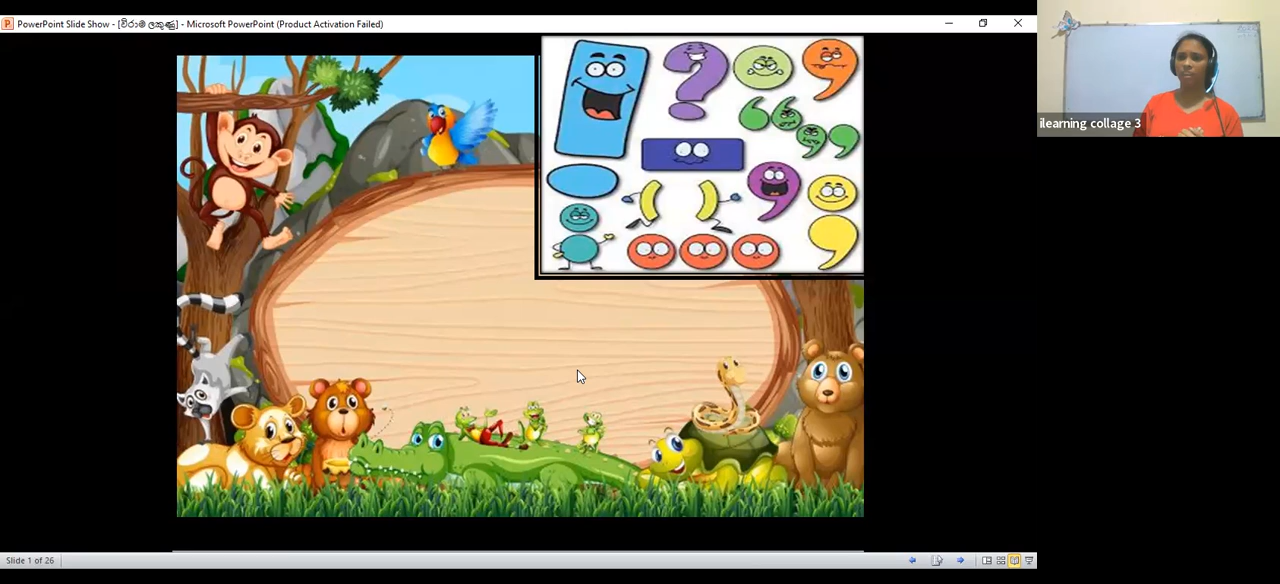 PowerPoint Slide Show - [විරාම ලකුණු] - Microsoft PowerPoint (Product Activation Failed)
ilearning collage 3
Slide 1 of 26